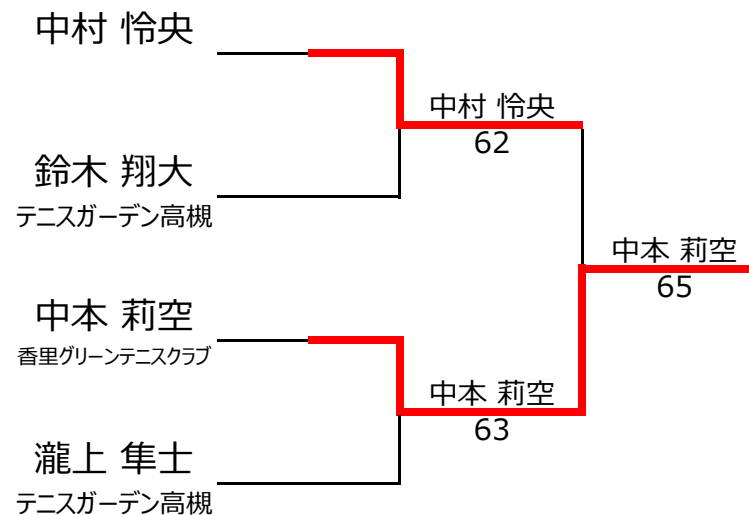 中村 怜央
中村 怜央
62
鈴木 翔大
テニスガーデン高槻
中本 莉空
65
中本 莉空
香里グリーンテニスクラブ
中本 莉空
63
瀧上 隼士
テニスガーデン高槻